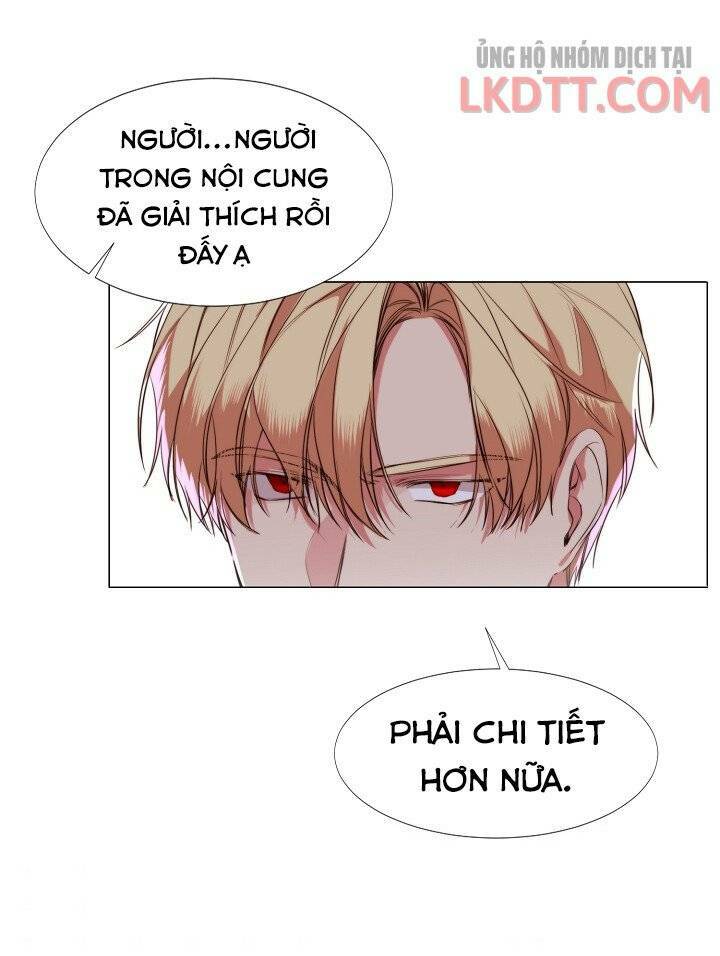 ỦNG HỘ NHÓM DỊCH TẠI
LKDTT.COM
NGƯỜI...NGƯỜI
TRONG NỘI CUNG
ĐÃ GIẢI THÍCH RỒI
ĐẤY Ạ
PHẢI CHI TIẾT
HƠN NỮA.